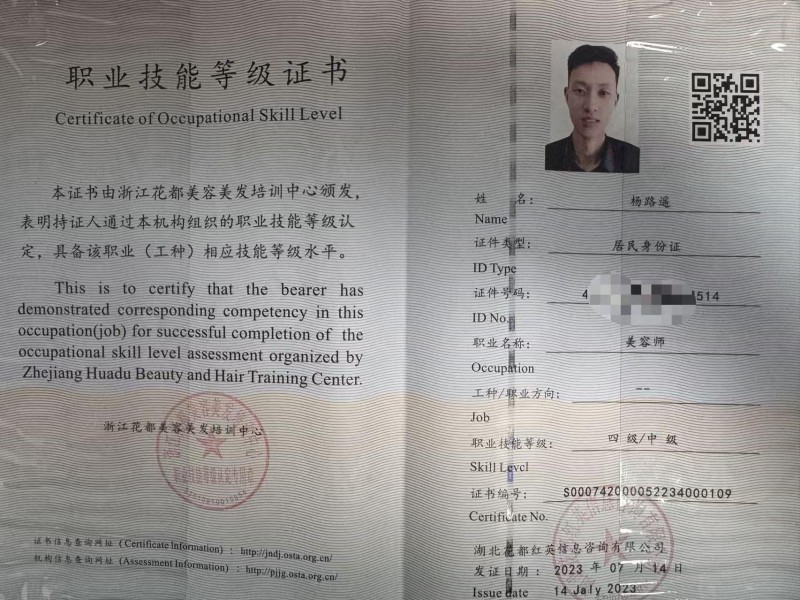 职业技能等级证书
Certificate of Occupational Skill Level
本证书由浙江花都美容美发培训中心颁发，
表明持证人通过本机构组织的职业技能等级认
定，具备该职业（工种）相应技能等级水平。
This is to certify that the bearer has
demonstrated corresponding competency in this
occupation(job) for successful completion of the
occupational skill level assessment organized by
Zhejiang Huadu Beauty and Hair Training Center.
浙江花都美容美发培训中心
证书信息查询网址 (Certificate Information) : http://jndj.osta.org.cn/
机构信息查询网址 (Assessment Information) : http://pjjg.osta.org.cn/
姓 名: 杨路遥
Name
证件类型: 居民身份证
ID Type
证件号码: 4 514
ID No.
职业名称: 美容师
Occupation
工种/职业方向: --
Job
职业技能等级: 四级/中级
Skill Level
证书编号: S000742000052234000109
Certificate No.
湖北花都红英信息咨询有限公司
发证日期: 2023 年 07 月 14 日
Issue date 14 Jaly 2023